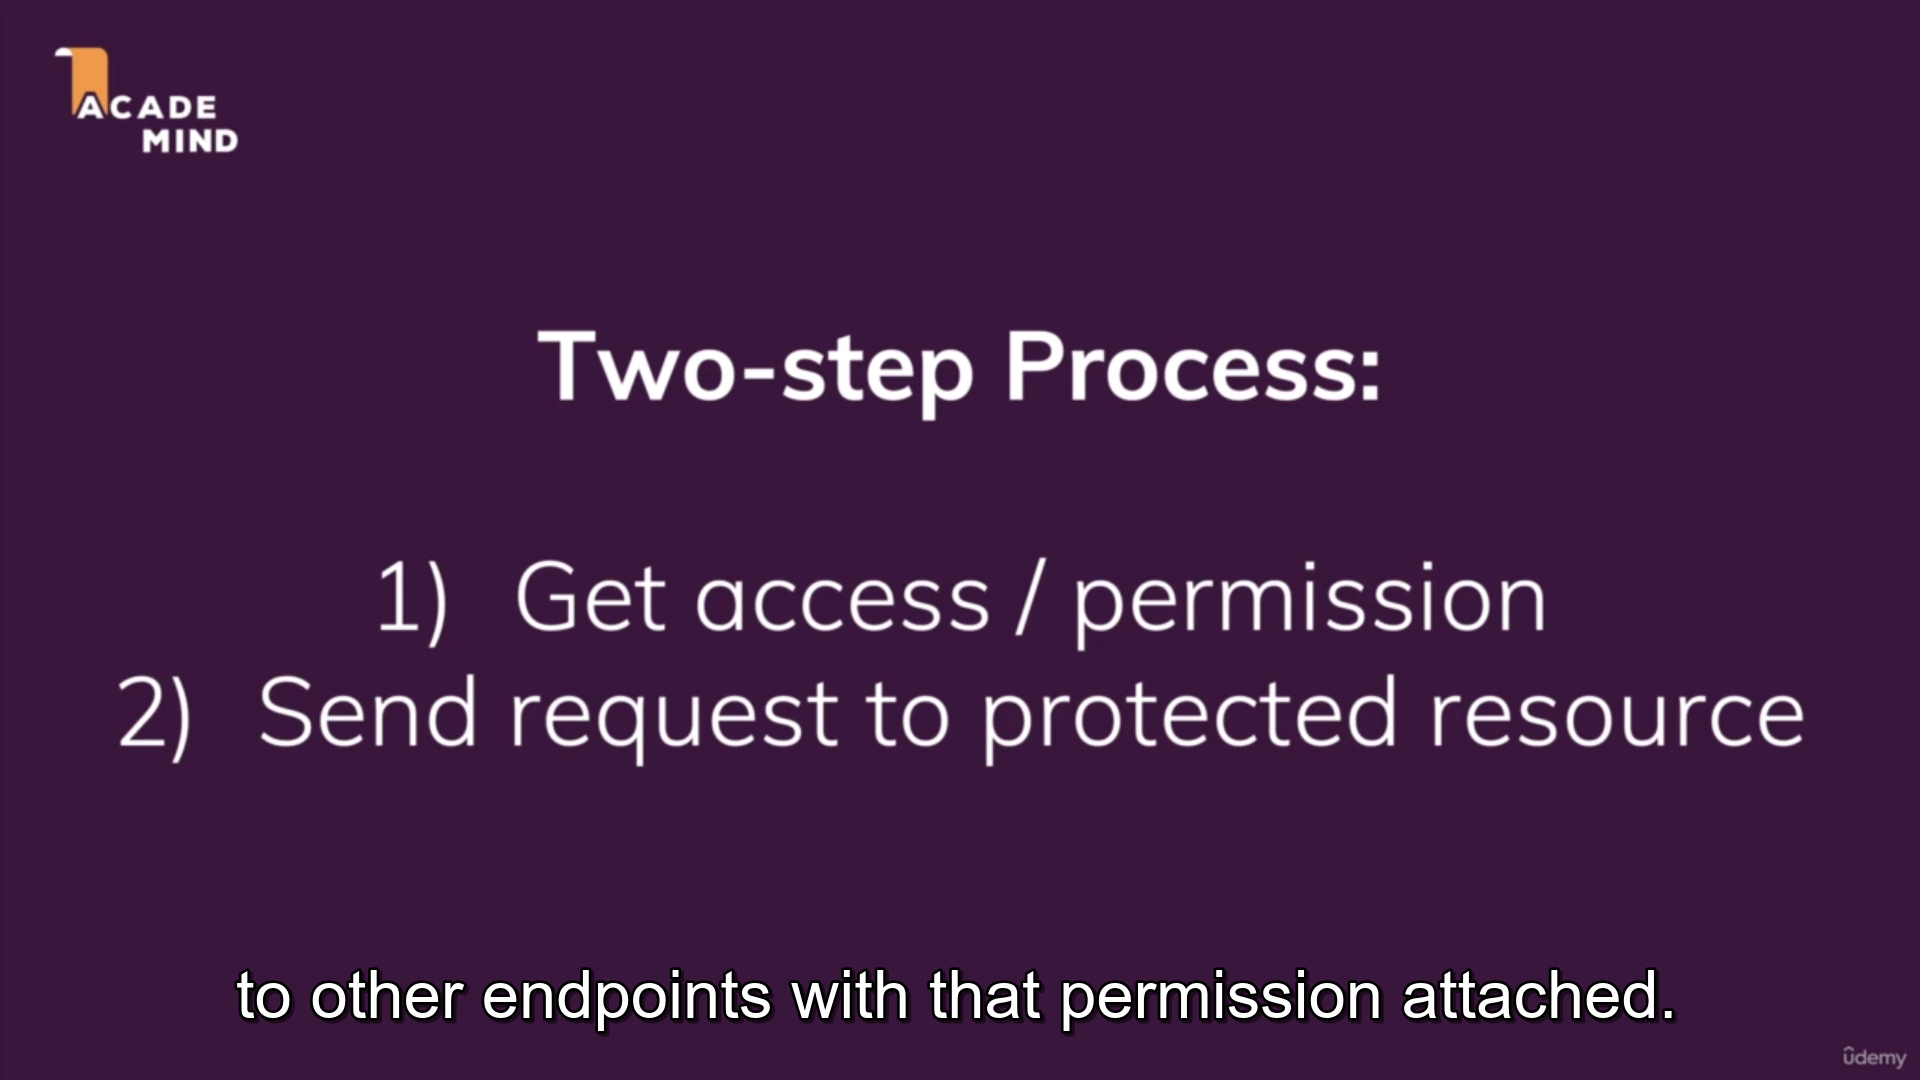 ACADE
MIND
Two-step Process:
1) Get access / permission
2) Send request to protected resource
to other endpoints with that permission attached.
ûdemy